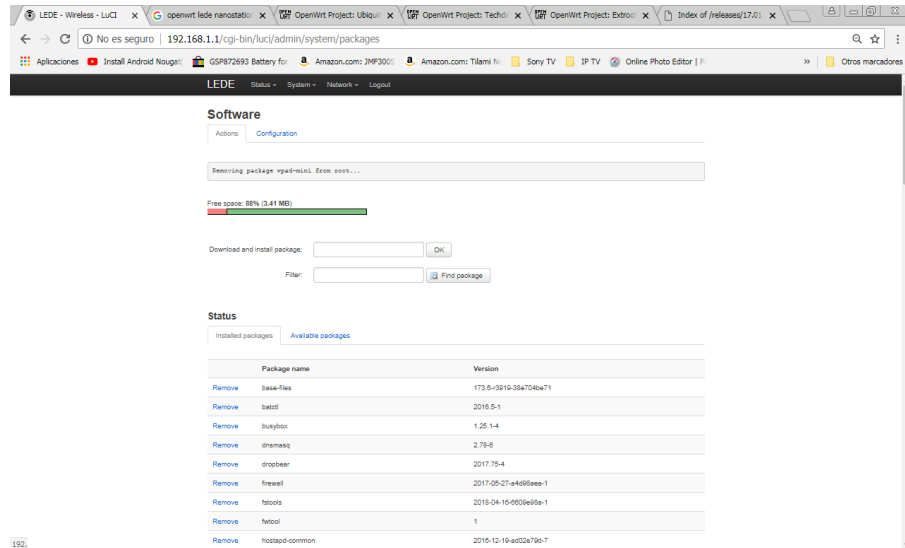 LEDE - Wireless - LuCI
openwrt lede nanostatio
OpenWrt Project: Ubiqui
OpenWrt Project: Techda
OpenWrt Project: Extroo
Index of /releases/17.01
No es seguro | 192.168.1.1/cgi-bin/luci/admin/system/packages
Aplicaciones
Install Android Nougat
GSP872693 Battery for
Amazon.com: JMF300S
Amazon.com: Tilami N
Sony TV
IP TV
Online Photo Editor | P
»
Otros marcadores
LEDE Status System Network Logout
Software
Actions Configuration
Removing package wpad-mini from root...
Free space: 88% (3.41 MB)
Download and install package: OK
Filter: Find package
Status
Installed packages Available packages
Package name Version
Remove base-files 173.6-r3919-38e704be71
Remove batctl 2016.5-1
Remove busybox 1.25.1-4
Remove dnsmasq 2.78-6
Remove dropbear 2017.75-4
Remove firewall 2017-05-27-a4d98aea-1
Remove fstools 2018-04-16-6609e98a-1
Remove fwtool 1
Remove hostapd-common 2016-12-19-ad02e79d-7
192.